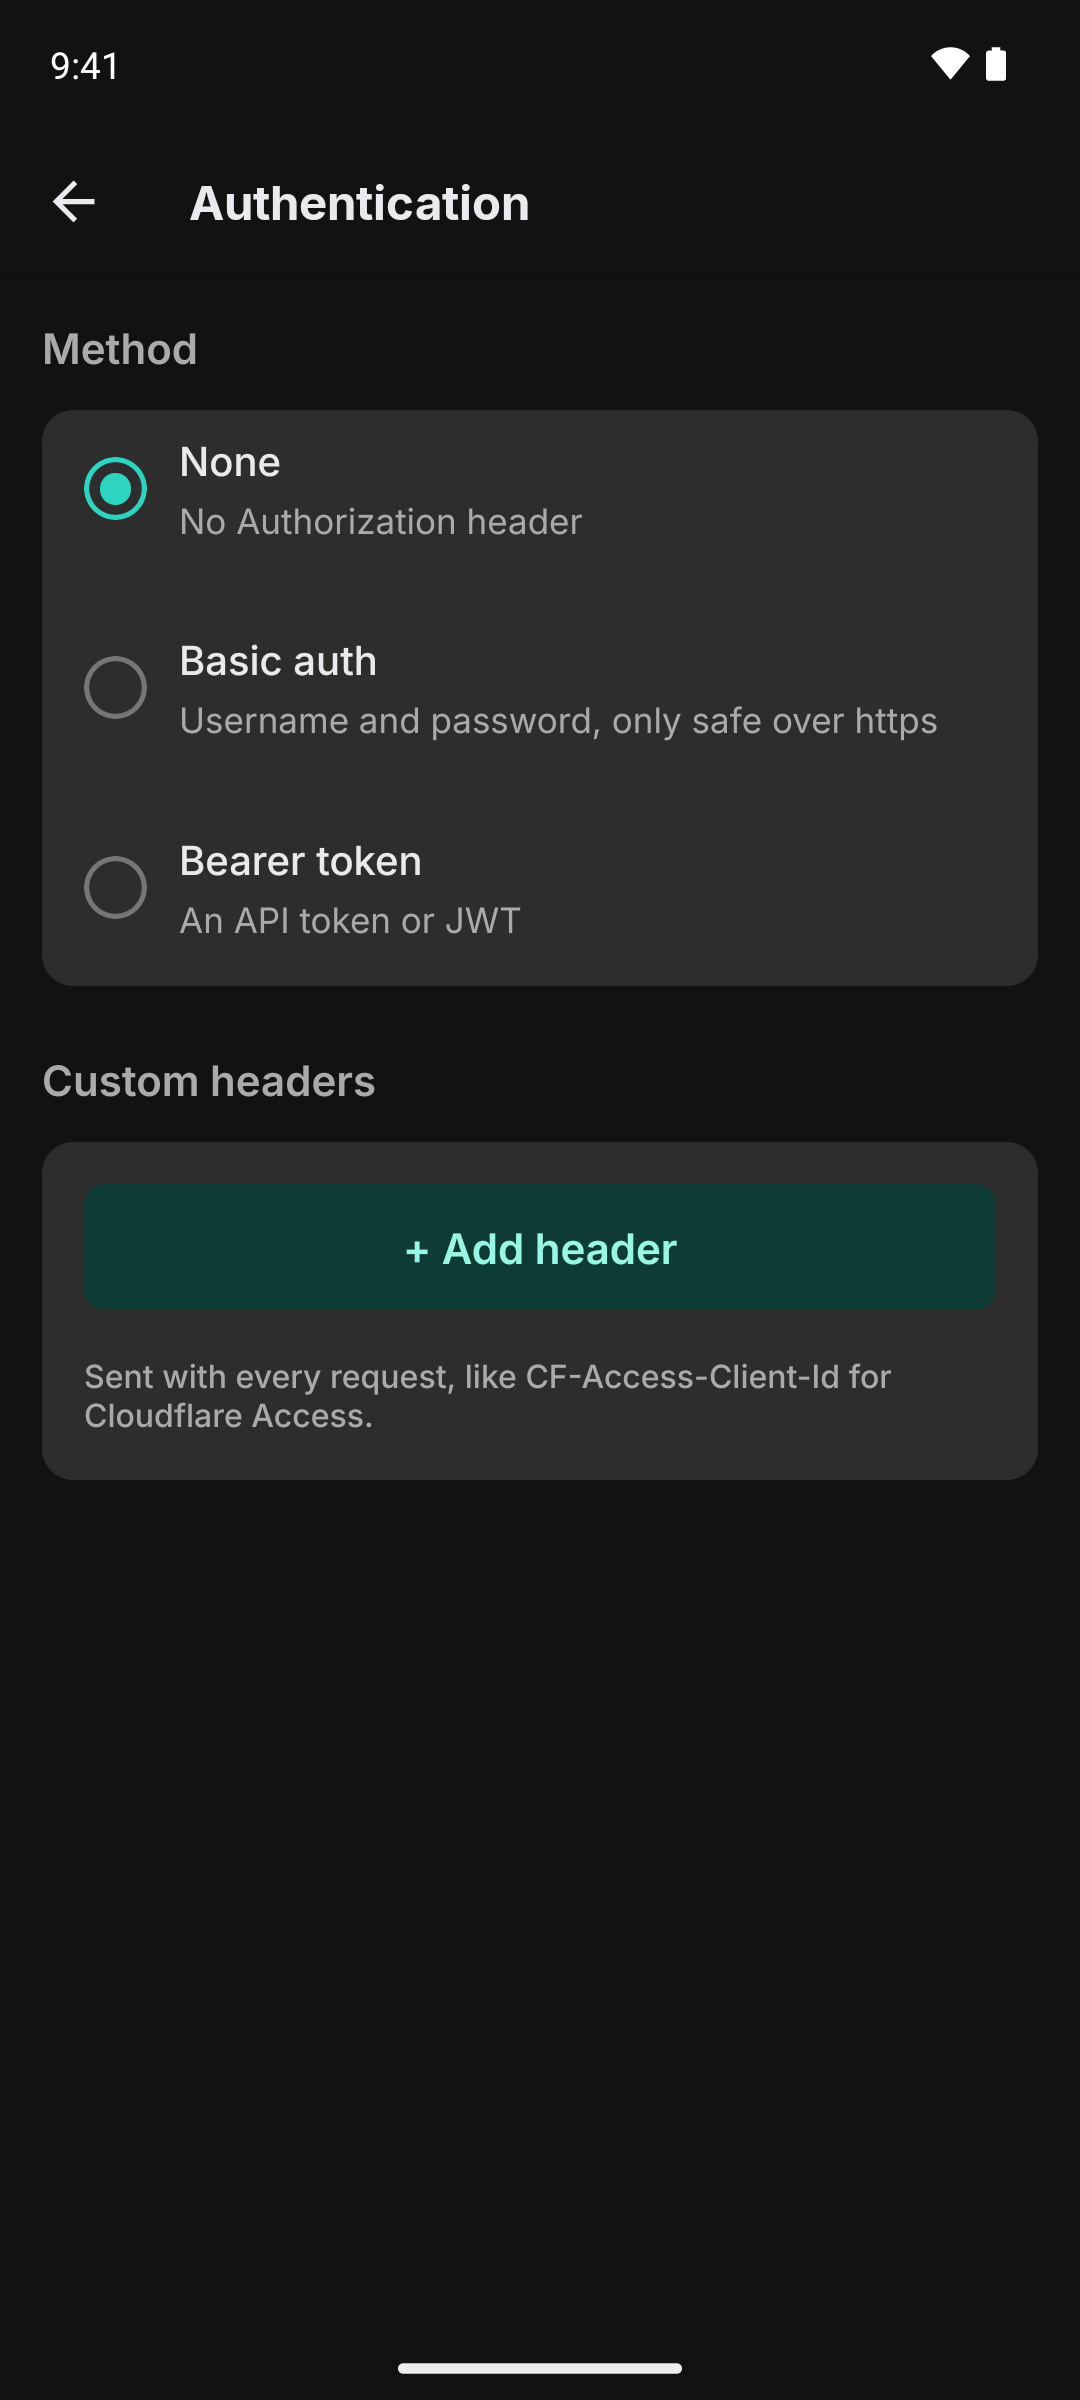 9:41
Authentication
Method
None
No Authorization header
Basic auth
Username and password, only safe over https
Bearer token
An API token or JWT
Custom headers
+ Add header
Sent with every request, like CF-Access-Client-Id for
Cloudflare Access.